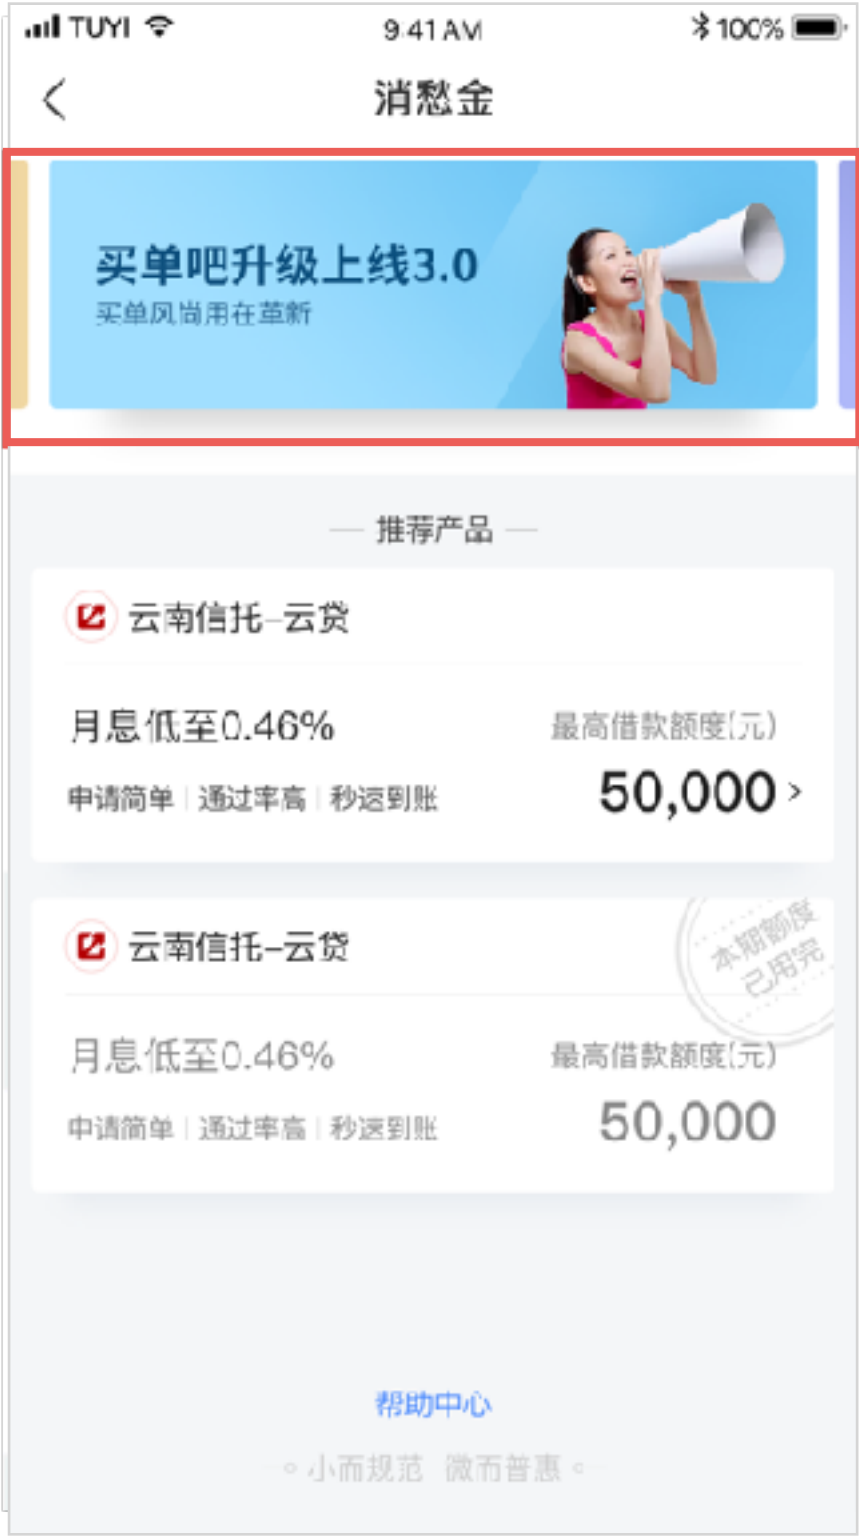 TUYI 9:41 AM 100%
消愁金
买单吧升级上线3.0
买单风尚用在革新
推荐产品
云南信托–云贷
月息低至0.46% 最高借款额度(元)
申请简单 | 通过率高 | 秒速到账 50,000
云南信托–云贷
本期额度
已用完
月息低至0.46% 最高借款额度(元)
申请简单 | 通过率高 | 秒速到账 50,000
帮助中心
小而规范 微而普惠